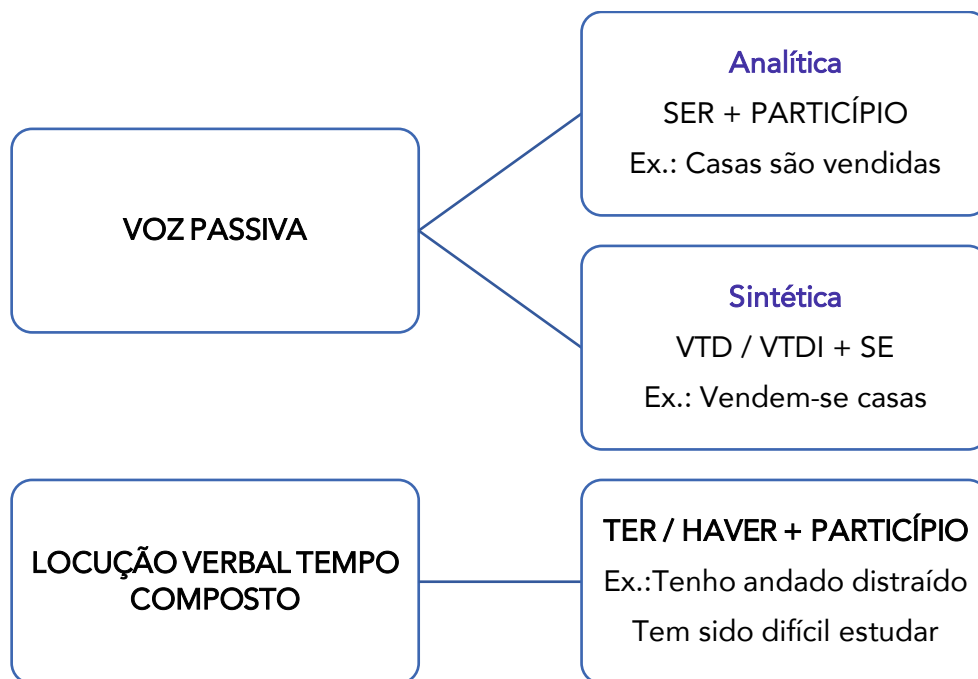 VOZ PASSIVA
Analítica
SER + PARTICÍPIO
Ex.: Casas são vendidas
Sintética
VTD / VTDI + SE
Ex.: Vendem-se casas
LOCUÇÃO VERBAL TEMPO
COMPOSTO
TER / HAVER + PARTICÍPIO
Ex.:Tenho andado distraído
Tem sido difícil estudar